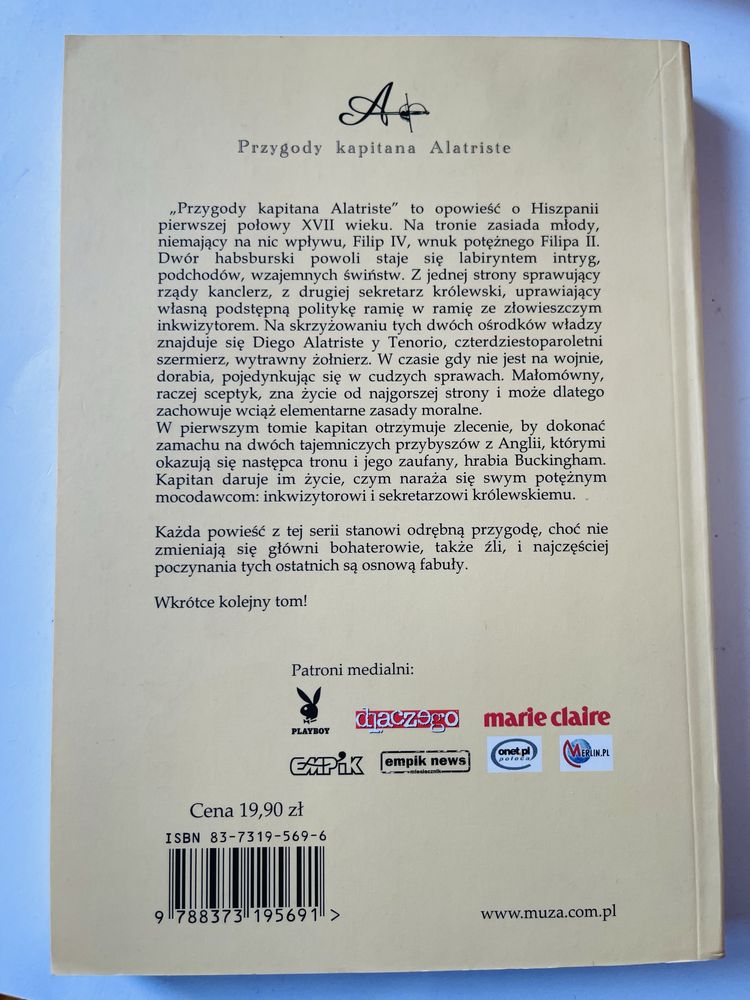 A
Przygody kapitana Alatriste
„Przygody kapitana Alatriste” to opowieść o Hiszpanii
pierwszej połowy XVII wieku. Na tronie zasiada młody,
niemający na nic wpływu, Filip IV, wnuk potężnego Filipa II.
Dwór habsburski powoli staje się labiryntem intryg,
podchodów, wzajemnych świństw. Z jednej strony sprawujący
rządy kanclerz, z drugiej sekretarz królewski, uprawiający
własną podstępną politykę ramię w ramię ze złowieszczym
inkwizytorem. Na skrzyżowaniu tych dwóch ośrodków władzy
znajduje się Diego Alatriste y Tenorio, czterdziestoparoletni
szermierz, wytrawny żołnierz. W czasie gdy nie jest na wojnie,
dorabia, pojedynkując się w cudzych sprawach. Małomówny,
raczej sceptyk, zna życie od najgorszej strony i może dlatego
zachowuje wciąż elementarne zasady moralne.
W pierwszym tomie kapitan otrzymuje zlecenie, by dokonać
zamachu na dwóch tajemniczych przybyszów z Anglii, którymi
okazują się następca tronu i jego zaufany, hrabia Buckingham.
Kapitan daruje im życie, czym naraża się swym potężnym
mocodawcom: inkwizytorowi i sekretarzowi królewskiemu.
Każda powieść z tej serii stanowi odrębną przygodę, choć nie
zmieniają się główni bohaterowie, także źli, i najczęściej
poczynania tych ostatnich są osnową fabuły.
Wkrótce kolejny tom!
Patroni medialni:
PLAYBOY
dlaczego
marie claire
EMPiK
empik news
miesięcznik
onet.pl
poleca
MERLIN.PL
Cena 19,90 zł
ISBN 83-7319-569-6
9 788373 195691 >
www.muza.com.pl